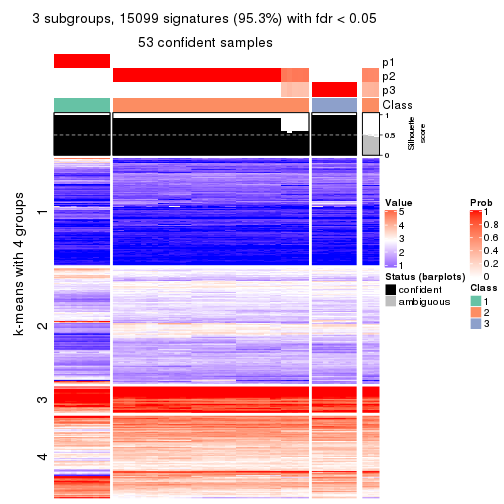 3 subgroups, 15099 signatures (95.3%) with fdr < 0.05
53 confident samples
p1
p2
p3
Class
1
0.5
0
Silhouette
score
k-means with 4 groups
1
2
3
4
Value
5
4
3
2
1
Status (barplots)
confident
ambiguous
Prob
1
0.8
0.6
0.4
0.2
0
Class
1
2
3